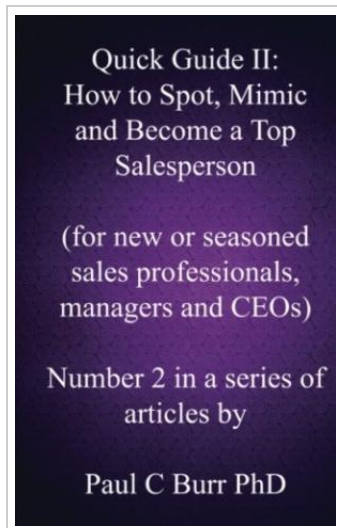 Quick Guide II:
How to Spot, Mimic
and Become a Top
Salesperson
(for new or seasoned
sales professionals,
managers and CEOs)
Number 2 in a series of
articles by
Paul C Burr PhD